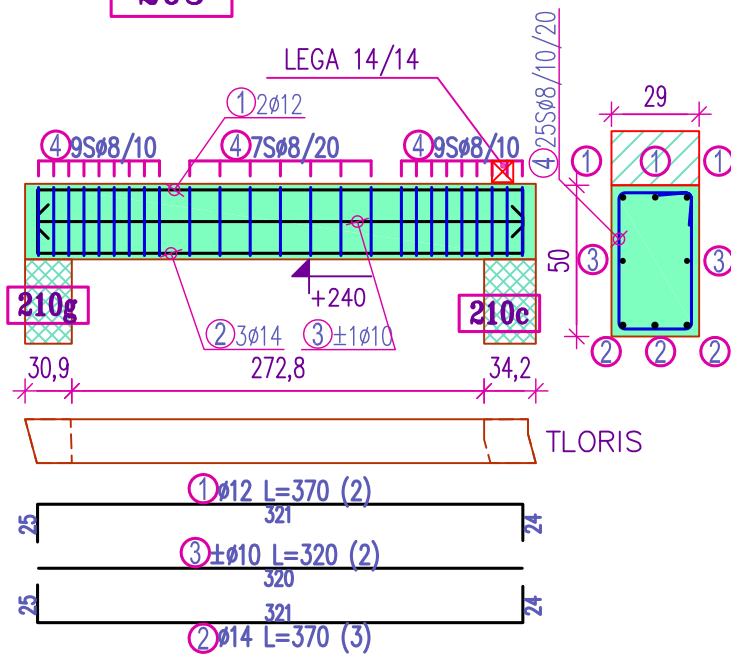 LEGA 14/14
① 2ø12
④ 9Sø8/10
④ 7Sø8/20
④ 9Sø8/10
④ 25Sø8/10/20
29
① ① ①
50
③ ③
+240
210g
210c
② 3ø14
③ ±1ø10
② ② ②
30,9
272,8
34,2
TLORIS
① ø12 L=370 (2)
25
321
24
③ ±ø10 L=320 (2)
320
25
321
24
② ø14 L=370 (3)